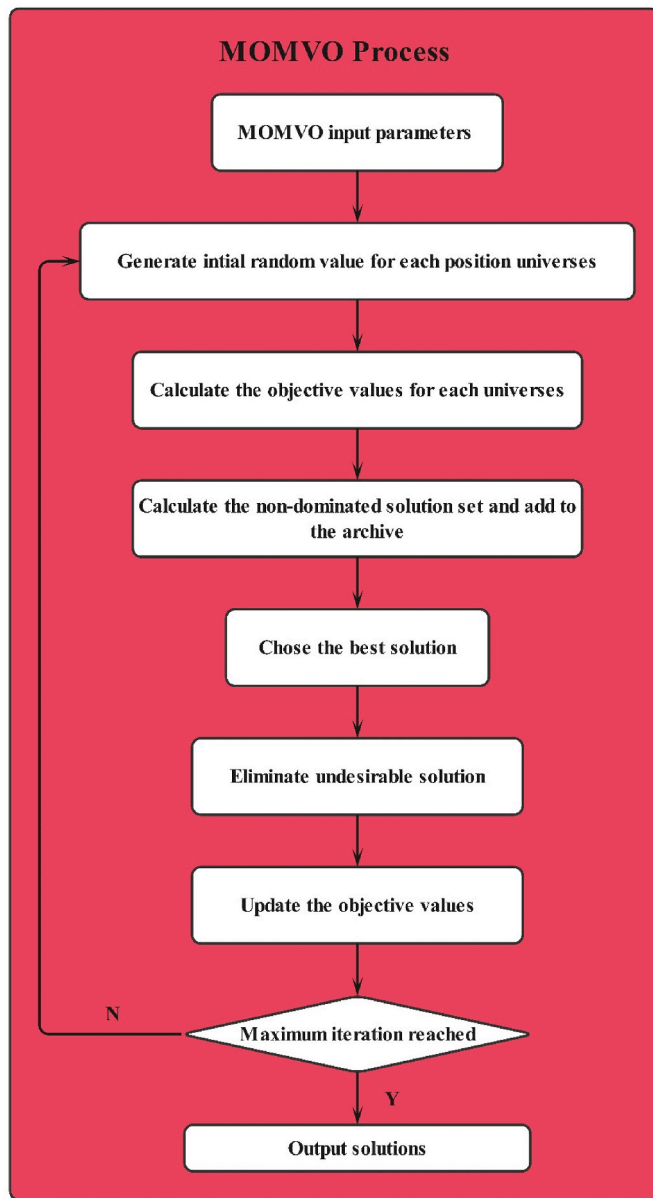 MOMVO Process
MOMVO input parameters
Generate intial random value for each position universes
Calculate the objective values for each universes
Calculate the non-dominated solution set and add to
the archive
Chose the best solution
Eliminate undesirable solution
Update the objective values
N
Maximum iteration reached
Y
Output solutions